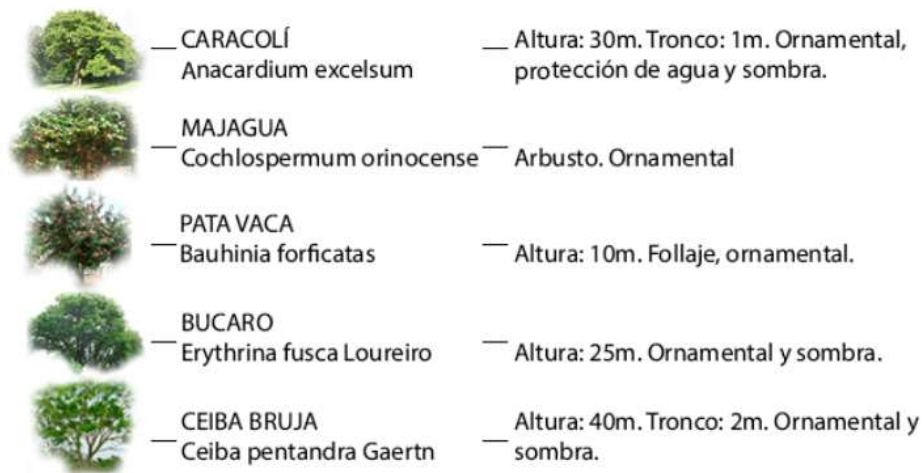 CARACOLÍ
Anacardium excelsum
Altura: 30m. Tronco: 1m. Ornamental,
protección de agua y sombra.
MAJAGUA
Cochlospermum orinocense
Arbusto. Ornamental
PATA VACA
Bauhinia forficatas
Altura: 10m. Follaje, ornamental.
BUCARO
Erythrina fusca Loureiro
Altura: 25m. Ornamental y sombra.
CEIBA BRUJA
Ceiba pentandra Gaertn
Altura: 40m. Tronco: 2m. Ornamental y
sombra.